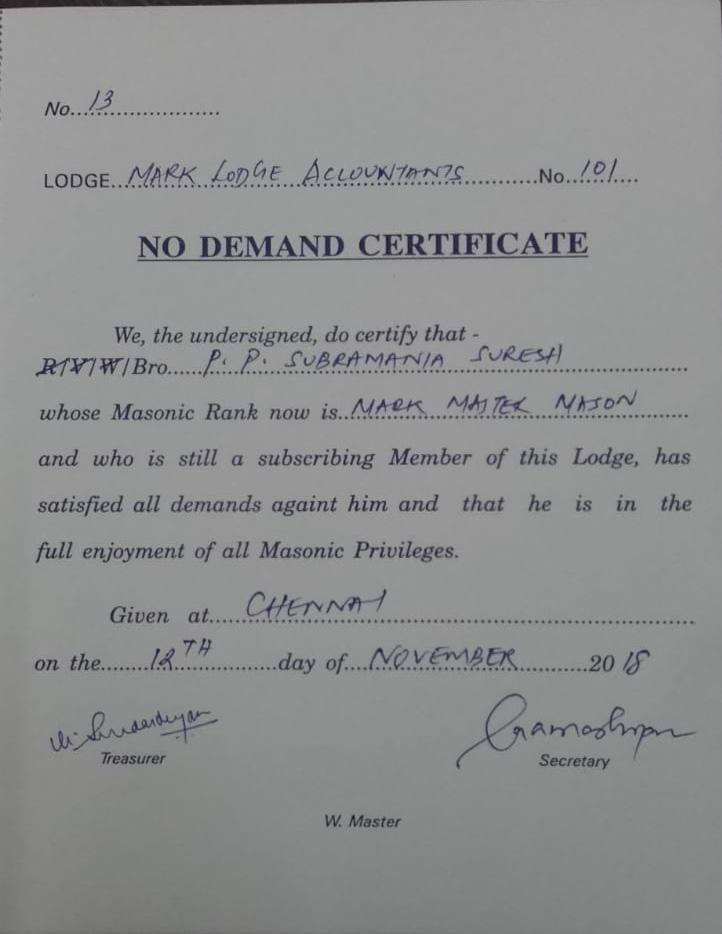 No. 13
LODGE MARK LODGE ACCOUNTANTS No. 101
NO DEMAND CERTIFICATE
We, the undersigned, do certify that -
R/V/W/Bro. P. P. SUBRAMANIA SURESH
whose Masonic Rank now is MARK MASTER MASON
and who is still a subscribing Member of this Lodge, has
satisfied all demands againt him and that he is in the
full enjoyment of all Masonic Privileges.
Given at CHENNAI
on the 12TH day of NOVEMBER 2018
Treasurer
Secretary
W. Master